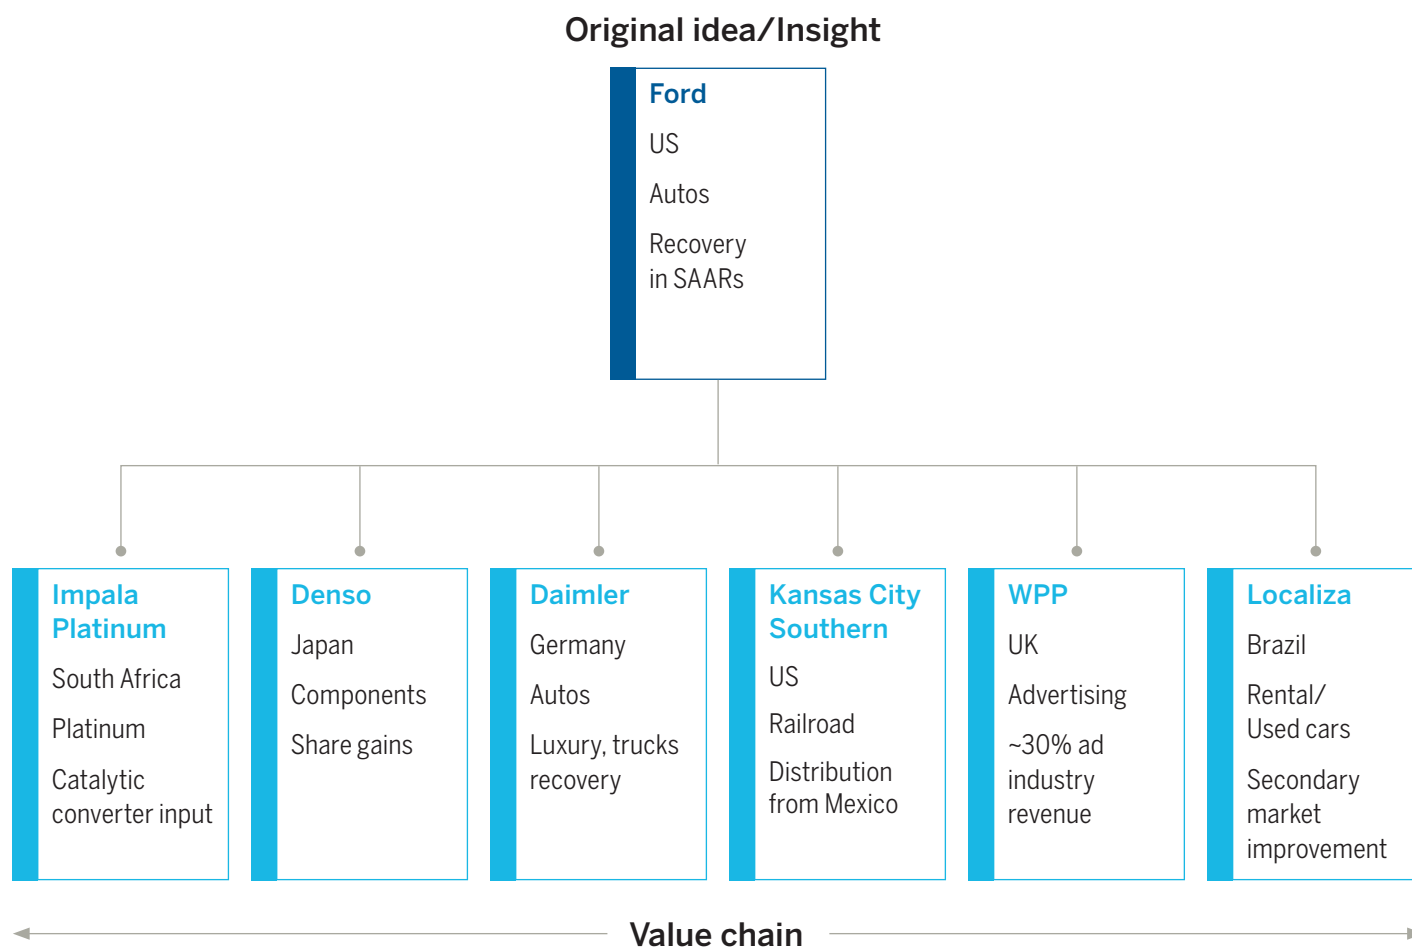 Original idea/Insight
Ford
US
Autos
Recovery
in SAARs
Impala
Platinum
South Africa
Platinum
Catalytic
converter input
Denso
Japan
Components
Share gains
Daimler
Germany
Autos
Luxury, trucks
recovery
Kansas City
Southern
US
Railroad
Distribution
from Mexico
WPP
UK
Advertising
~30% ad
industry
revenue
Localiza
Brazil
Rental/
Used cars
Secondary
market
improvement
Value chain